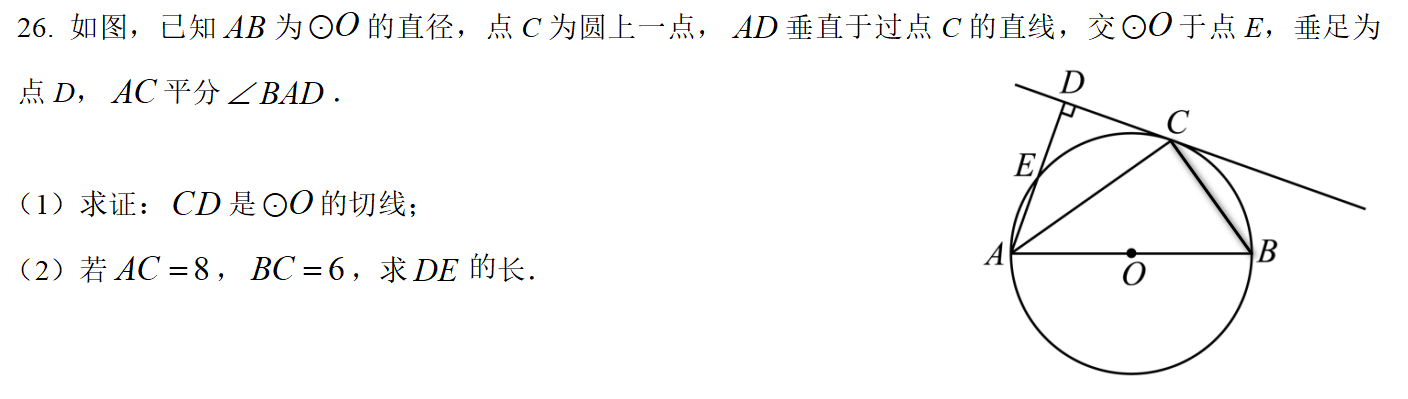 26. 如图，已知 AB 为⊙O 的直径，点 C 为圆上一点， AD 垂直于过点 C 的直线，交⊙O 于点 E，垂足为
点 D， AC 平分∠BAD．
（1）求证： CD 是⊙O 的切线；
（2）若 AC = 8， BC = 6，求 DE 的长．
D
C
E
A
B
O